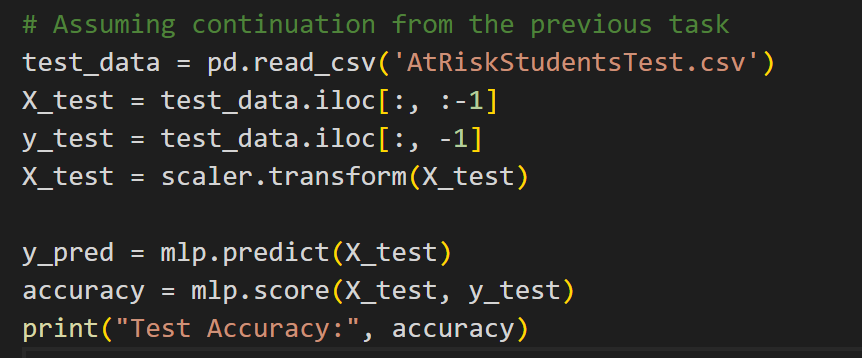 # Assuming continuation from the previous task
test_data = pd.read_csv('AtRiskStudentsTest.csv')
X_test = test_data.iloc[:, :-1]
y_test = test_data.iloc[:, -1]
X_test = scaler.transform(X_test)

y_pred = mlp.predict(X_test)
accuracy = mlp.score(X_test, y_test)
print("Test Accuracy:", accuracy)